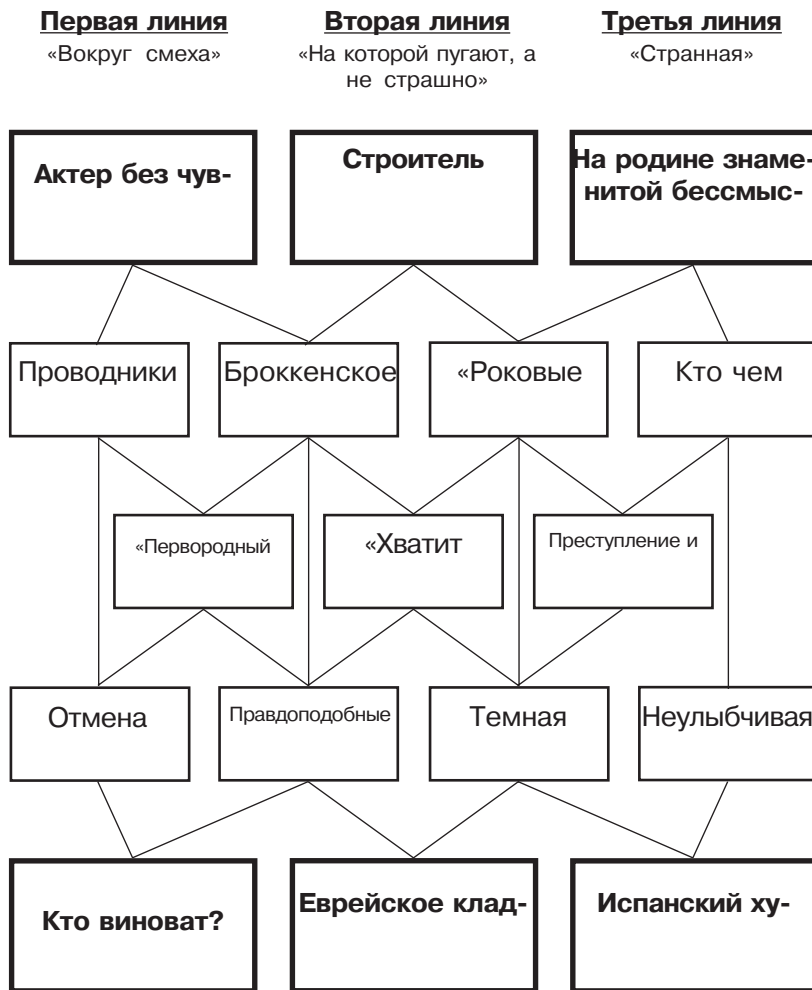 Первая линия
«Вокруг смеха»
Вторая линия
«На которой пугают, а
не страшно»
Третья линия
«Странная»
Актер без чув-
Строитель
На родине знаме-
нитой бессмыс-
Проводники
Броккенское
«Роковые
Кто чем
«Первородный
«Хватит
Преступление и
Отмена
Правдоподобные
Темная
Неулыбчивая
Кто виноват?
Еврейское клад-
Испанский ху-